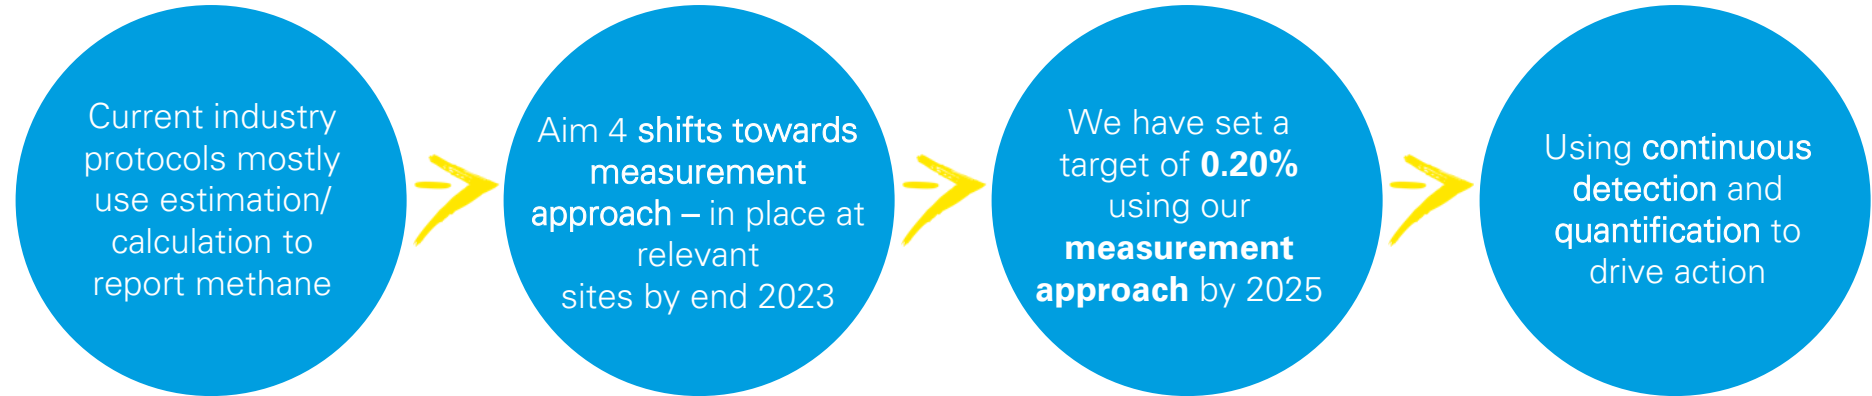 Current industry
protocols mostly
use estimation/
calculation to
report methane
Aim 4 shifts towards
measurement
approach – in place at
relevant
sites by end 2023
We have set a
target of 0.20%
using our
measurement
approach by 2025
Using continuous
detection and
quantification to
drive action